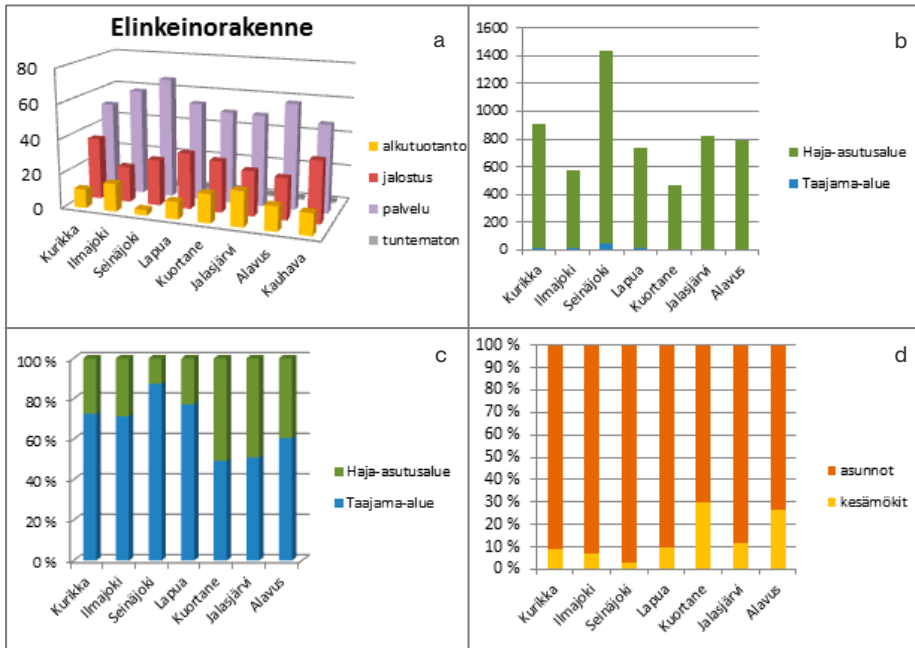 Elinkeinorakenne
a
80
60
40
20
0
Kurikka
Ilmajoki
Seinäjoki
Lapua
Kuortane
Jalasjärvi
Alavus
Kauhava
alkutuotanto
jalostus
palvelu
tuntematon
b
1600
1400
1200
1000
800
600
400
200
0
Kurikka
Ilmajoki
Seinäjoki
Lapua
Kuortane
Jalasjärvi
Alavus
Haja-asutusalue
Taajama-alue
c
100 %
80 %
60 %
40 %
20 %
0 %
Kurikka
Ilmajoki
Seinäjoki
Lapua
Kuortane
Jalasjärvi
Alavus
Haja-asutusalue
Taajama-alue
d
100 %
90 %
80 %
70 %
60 %
50 %
40 %
30 %
20 %
10 %
0 %
Kurikka
Ilmajoki
Seinäjoki
Lapua
Kuortane
Jalasjärvi
Alavus
asunnot
kesämökit